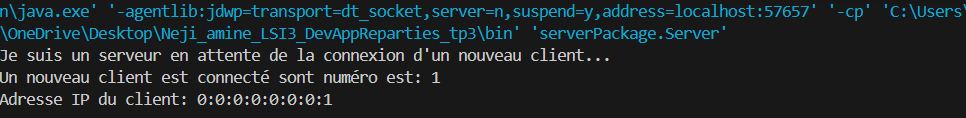 n\java.exe' '-agentlib:jdwp=transport=dt_socket,server=n,suspend=y,address=localhost:57657' '-cp' 'C:\Users\
\OneDrive\Desktop\Neji_amine_LSI3_DevAppReparties_tp3\bin' 'serverPackage.Server'
Je suis un serveur en attente de la connexion d'un nouveau client...
Un nouveau client est connecté sont numéro est: 1
Adresse IP du client: 0:0:0:0:0:0:0:1